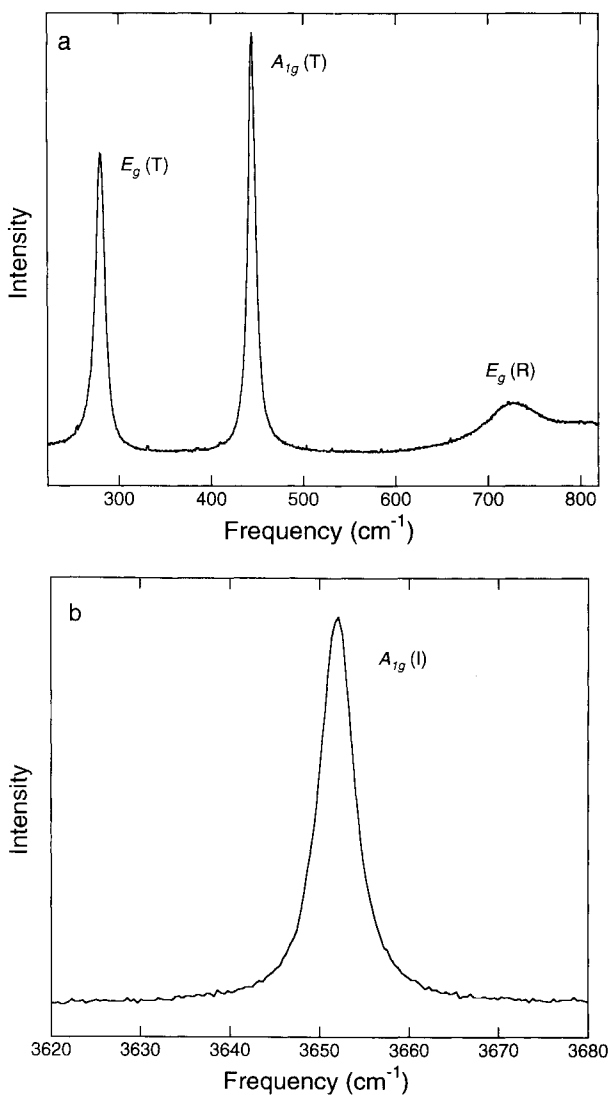 a
A1g (T)
Eg (T)
Eg (R)
Intensity
300 400 500 600 700 800
Frequency (cm-1)
b
A1g (I)
Intensity
3620 3630 3640 3650 3660 3670 3680
Frequency (cm-1)